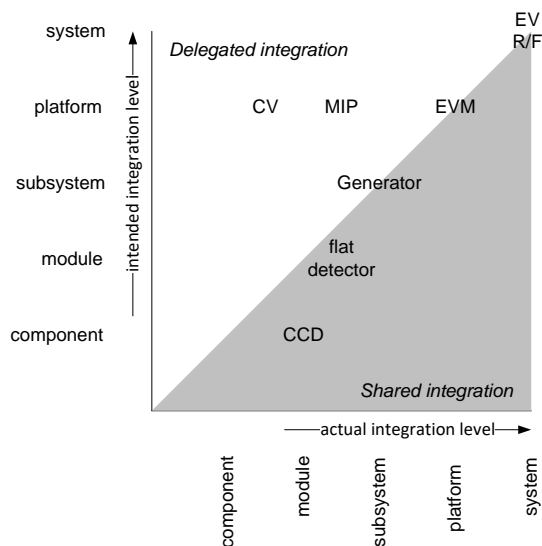 system
EV
R/F
Delegated integration
platform
CV
MIP
EVM
subsystem
Generator
intended integration level
module
flat
detector
component
CCD
Shared integration
actual integration level
component
module
subsystem
platform
system